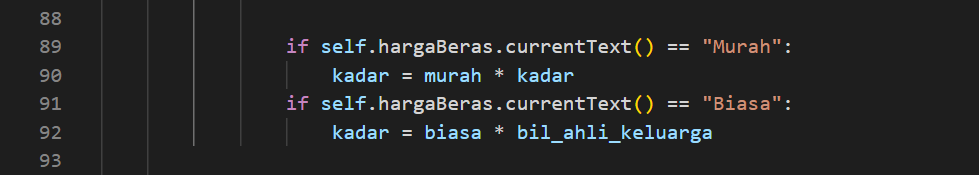 88
89 if self.hargaBeras.currentText() == "Murah":
90 kadar = murah * kadar
91 if self.hargaBeras.currentText() == "Biasa":
92 kadar = biasa * bil_ahli_keluarga
93